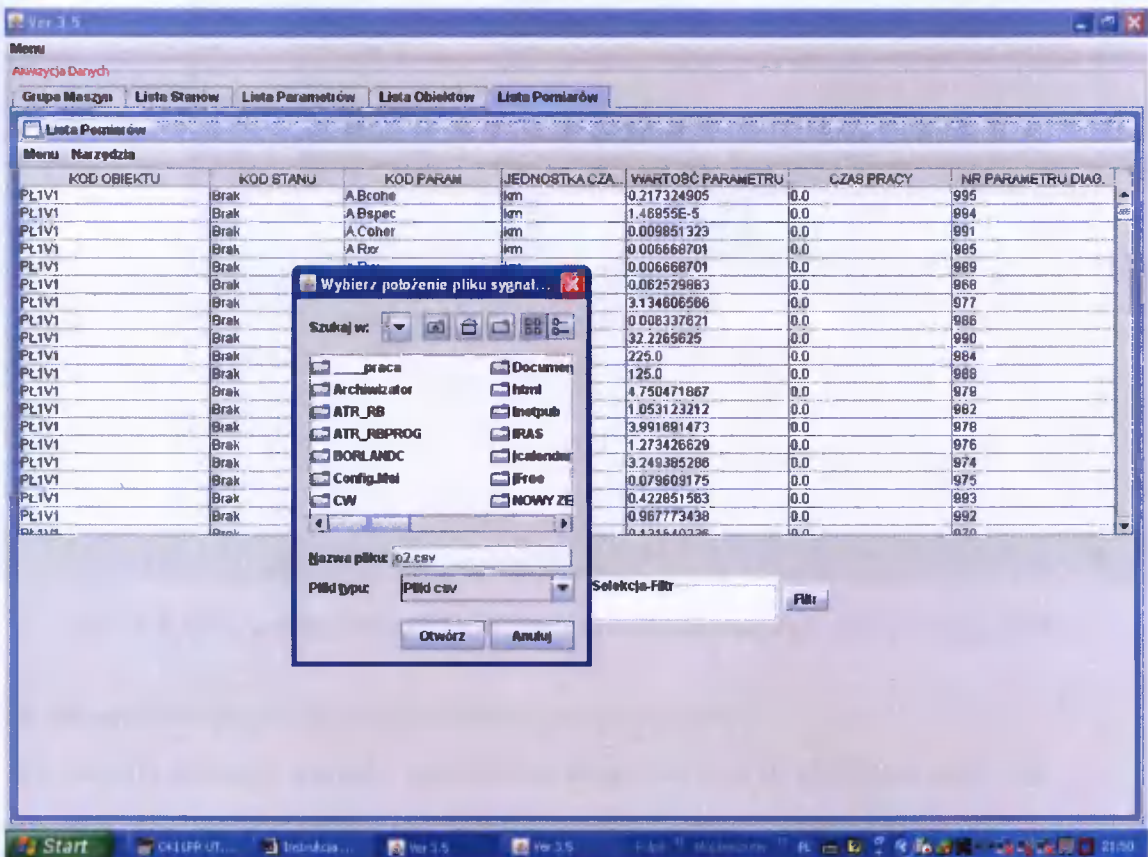 Ver 3.5
Menu
Akwizycja Danych
Grupa Maszyn Lista Stanow Lista Parametrów Lista Obiektow Lista Pomiarów
Lista Pomiarów
Menu Narzędzia
KOD OBIEKTU KOD STANU KOD PARAM JEDNOSTKA CZA... WARTOŚĆ PARAMETRU CZAS PRACY NR PARAMETRU DIAG.
PŁ1V1 Brak A.Bcohe km 0.217324905 0.0 995
PŁ1V1 Brak A.Bspec km 1.46955E-5 0.0 994
PŁ1V1 Brak A.Coher km 0.009851323 0.0 991
PŁ1V1 Brak A Rxr km 0.006668701 0.0 985
PŁ1V1 Brak 0.006668701 0.0 989
PŁ1V1 Brak 0.062529883 0.0 968
PŁ1V1 Brak 3.134606566 0.0 977
PŁ1V1 Brak 0.008337621 0.0 986
PŁ1V1 Brak 32.2265625 0.0 990
PŁ1V1 Brak 225.0 0.0 984
PŁ1V1 Brak 125.0 0.0 988
PŁ1V1 Brak 4.750471867 0.0 979
PŁ1V1 Brak 1.053123212 0.0 982
PŁ1V1 Brak 3.991691473 0.0 978
PŁ1V1 Brak 1.273426629 0.0 976
PŁ1V1 Brak 3.249385286 0.0 974
PŁ1V1 Brak 0.079609175 0.0 975
PŁ1V1 Brak 0.422851563 0.0 993
PŁ1V1 Brak 0.967773438 0.0 992
Wybierz położenie pliku sygnał...
Szukaj w:
____praca Documen
Archiwizator html
ATR_RB Inetpub
ATR_RBPROG IRAS
BORLANDC jcalendar
Config.Msi jFree
CW NOWY ZE
Nazwa pliku: o2.csv
Pliki typu: Pliki csv
Otwórz Anuluj
Selekcja-Filtr
Filtr
Start Instrukcja ... Ver 3.5 Ver 3.5 PL 21:50